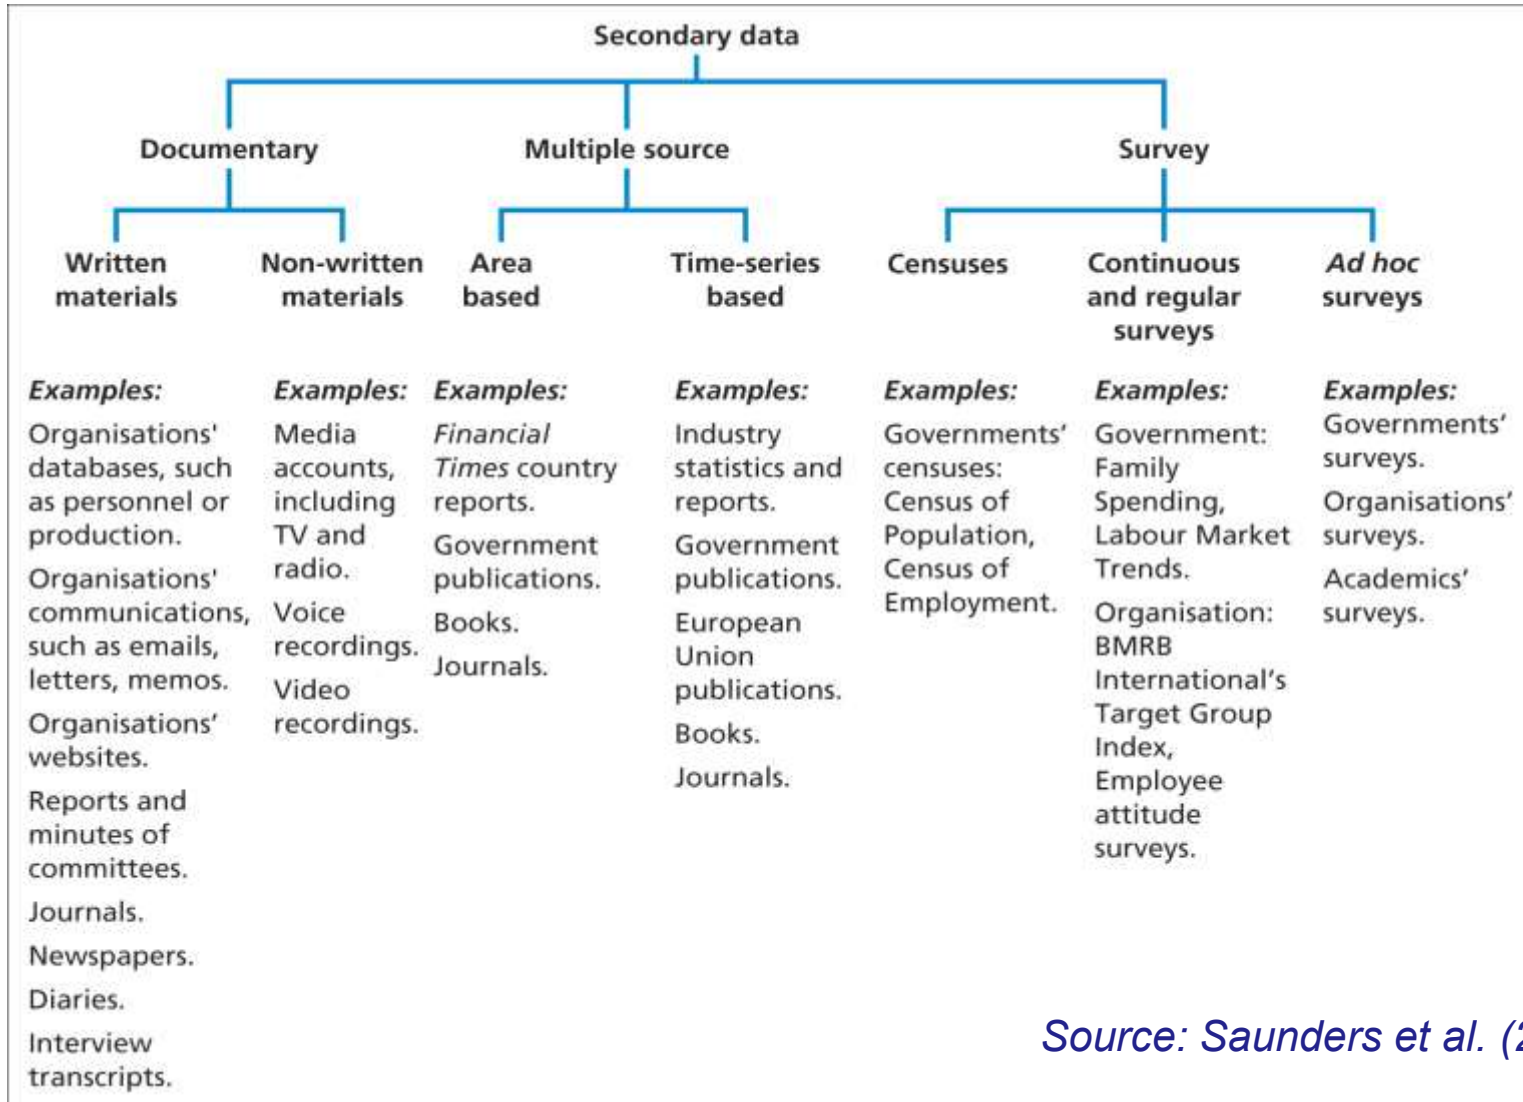 Secondary data
Documentary
Multiple source
Survey
Written
materials
Non-written
materials
Area
based
Time-series
based
Censuses
Continuous
and regular
surveys
Ad hoc
surveys
Examples:
Organisations'
databases, such
as personnel or
production.
Organisations'
communications,
such as emails,
letters, memos.
Organisations’
websites.
Reports and
minutes of
committees.
Journals.
Newspapers.
Diaries.
Interview
transcripts.
Examples:
Media
accounts,
including
TV and
radio.
Voice
recordings.
Video
recordings.
Examples:
Financial
Times country
reports.
Government
publications.
Books.
Journals.
Examples:
Industry
statistics and
reports.
Government
publications.
European
Union
publications.
Books.
Journals.
Examples:
Governments’
censuses:
Census of
Population,
Census of
Employment.
Examples:
Government:
Family
Spending,
Labour Market
Trends.
Organisation:
BMRB
International’s
Target Group
Index,
Employee
attitude
surveys.
Examples:
Governments’
surveys.
Organisations’
surveys.
Academics’
surveys.
Source: Saunders et al. (